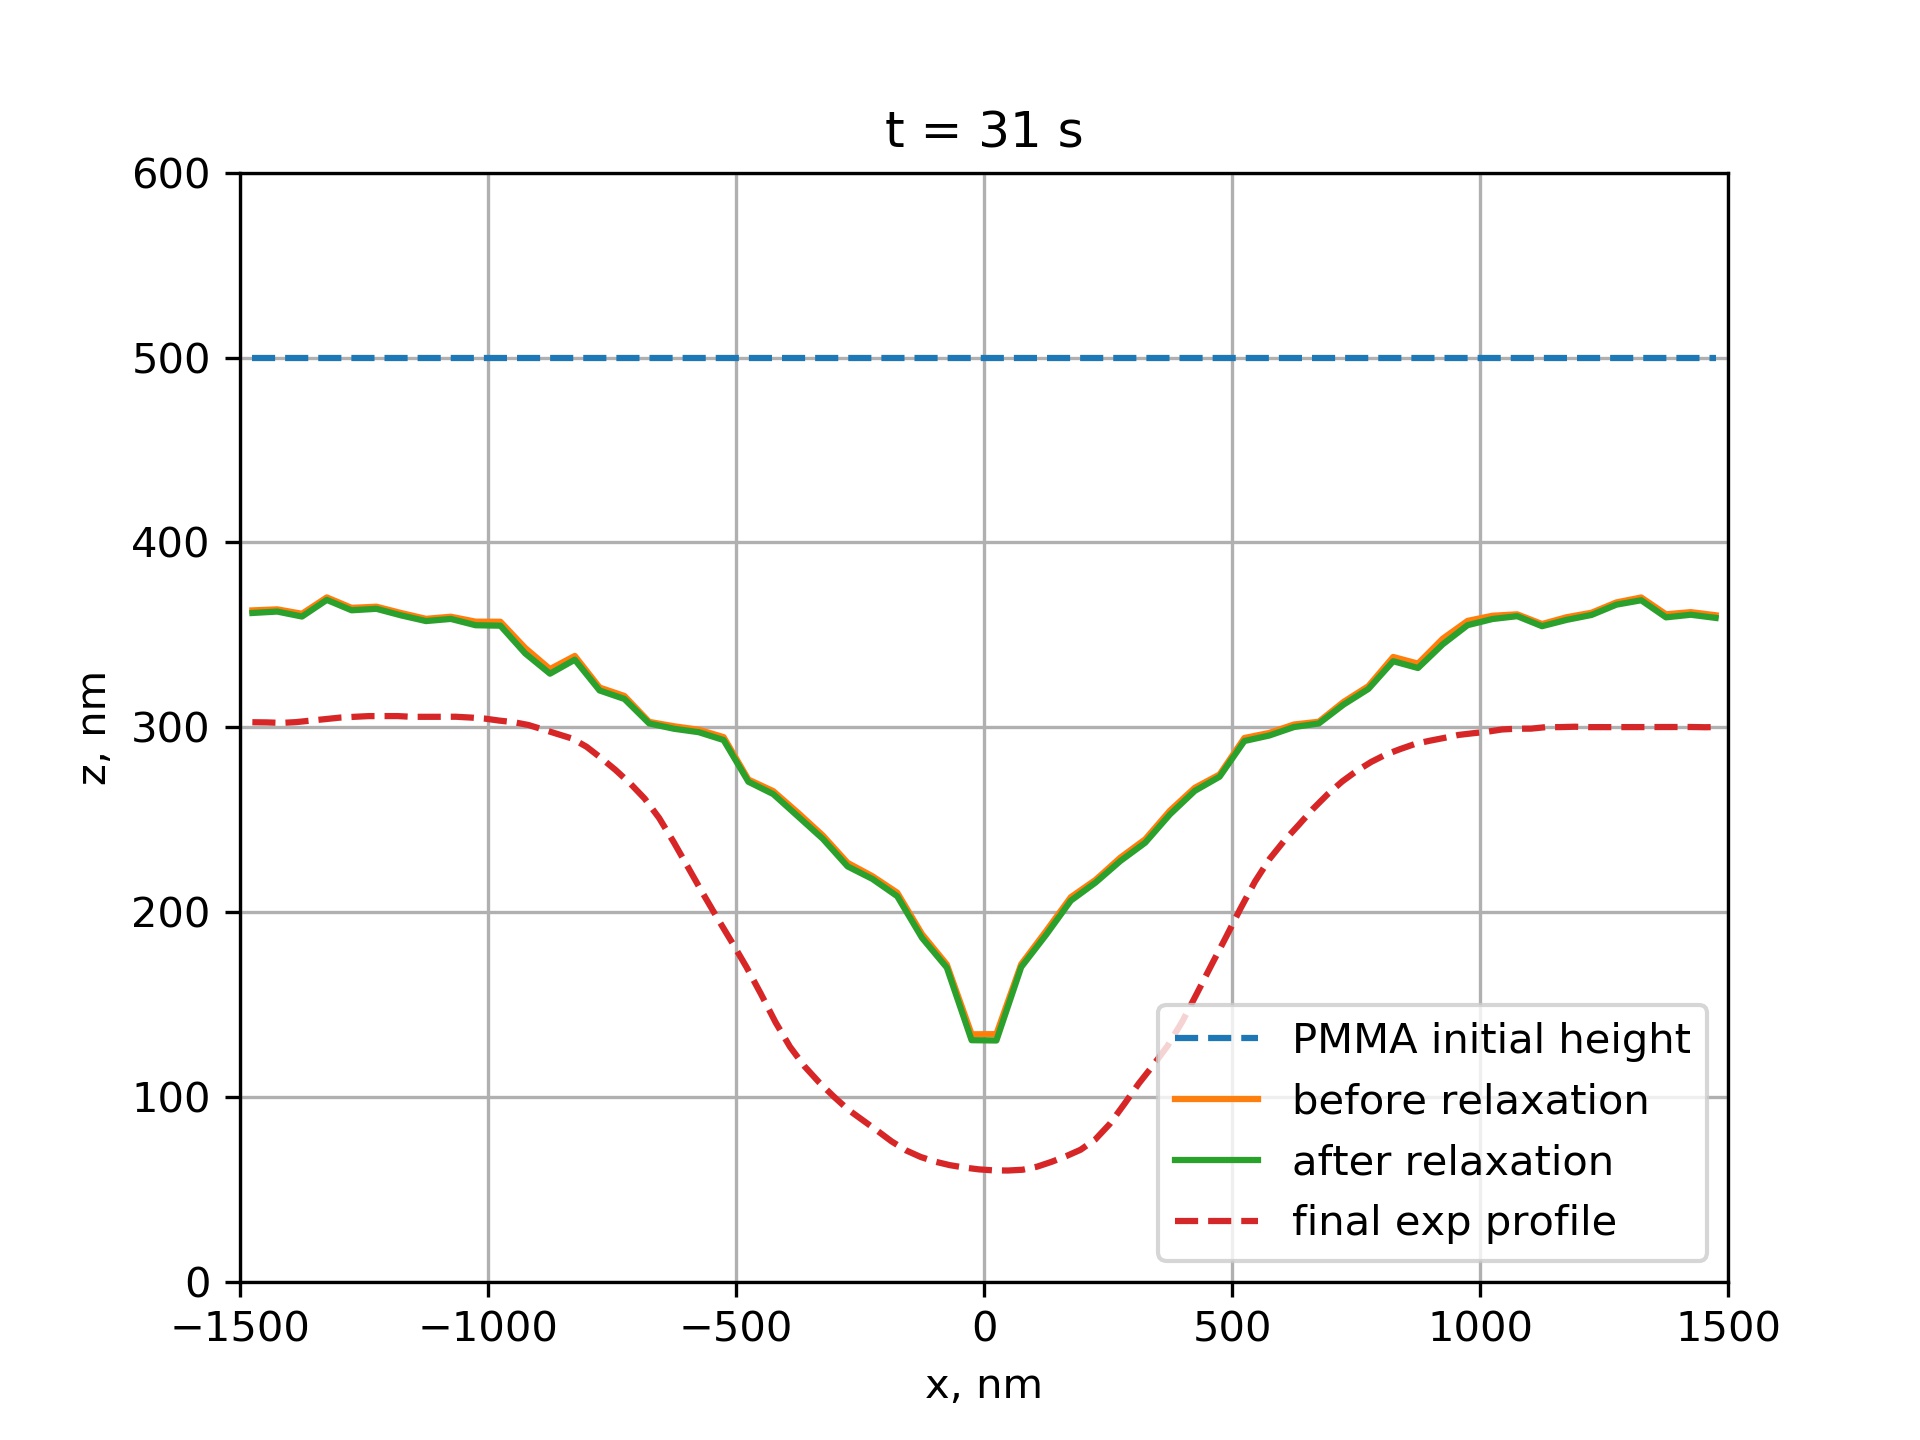 t = 31 s
600
500
400
300
200
100
0
z, nm
−1500 −1000 −500 0 500 1000 1500
x, nm
PMMA initial height
before relaxation
after relaxation
final exp profile